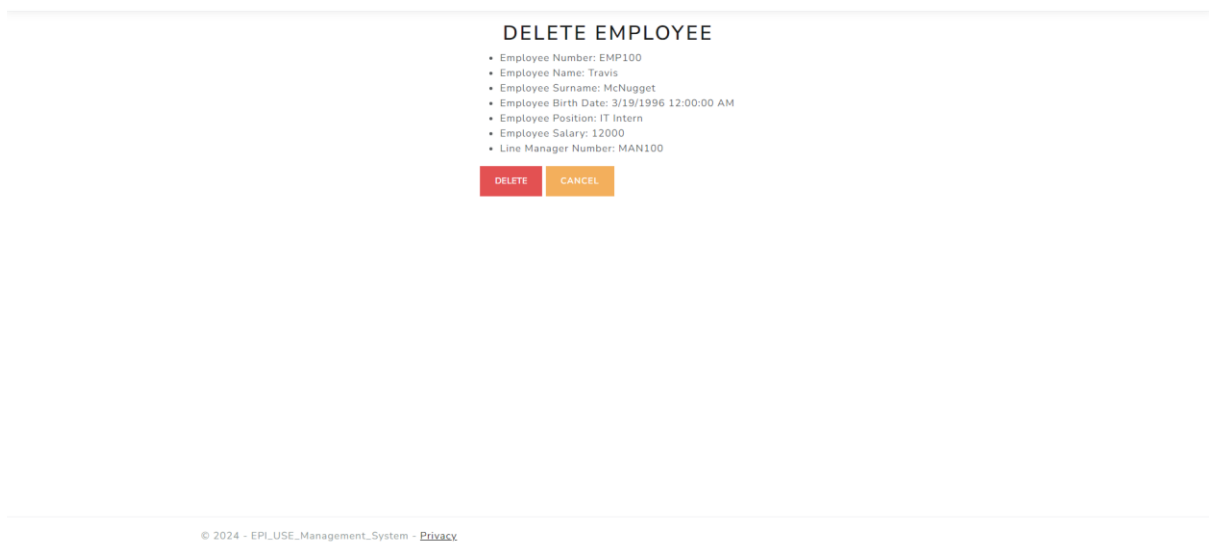 DELETE EMPLOYEE
• Employee Number: EMP100
• Employee Name: Travis
• Employee Surname: McNugget
• Employee Birth Date: 3/19/1996 12:00:00 AM
• Employee Position: IT Intern
• Employee Salary: 12000
• Line Manager Number: MAN100
DELETE CANCEL
© 2024 - EPI_USE_Management_System - Privacy